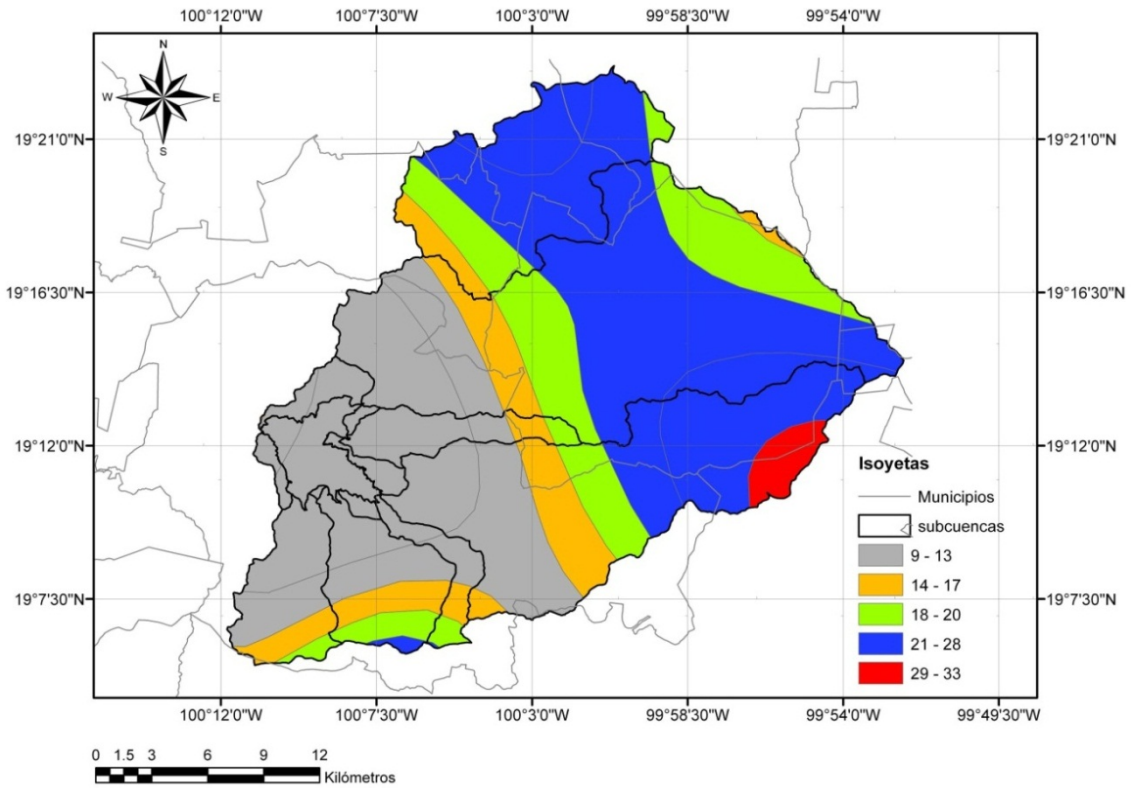 100°12'0"W 100°7'30"W 100°3'0"W 99°58'30"W 99°54'0"W
N
W E
S
19°21'0"N 19°21'0"N
19°16'30"N 19°16'30"N
19°12'0"N 19°12'0"N
Isoyetas
Municipios
subcuencas
9 - 13
14 - 17
18 - 20
21 - 28
29 - 33
19°7'30"N 19°7'30"N
100°12'0"W 100°7'30"W 100°3'0"W 99°58'30"W 99°54'0"W 99°49'30"W
0 1.5 3 6 9 12
Kilómetros